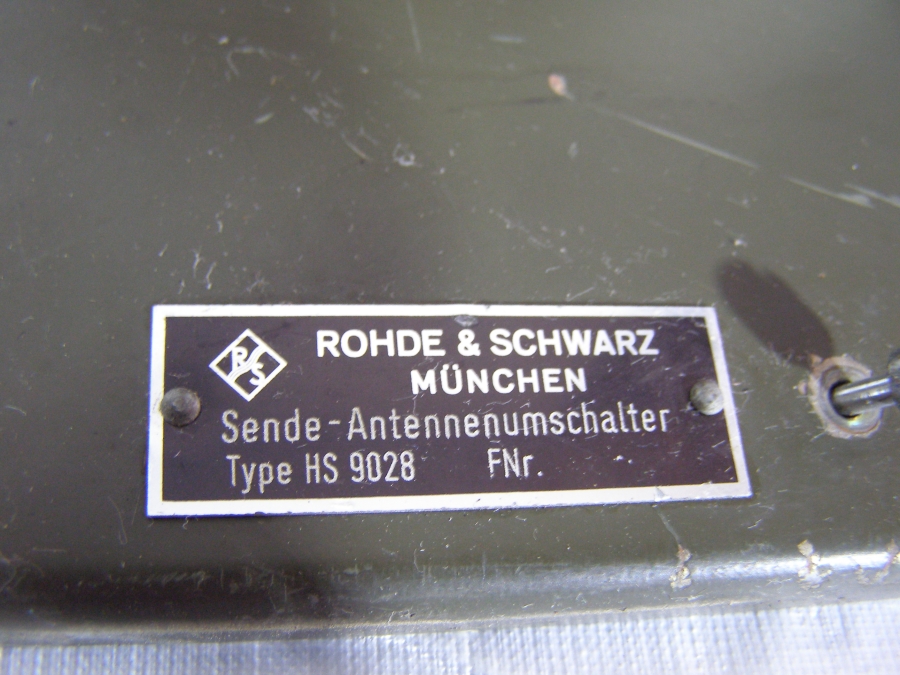 R&S
ROHDE & SCHWARZ
MÜNCHEN
Sende-Antennenumschalter
Type HS 9028 FNr.